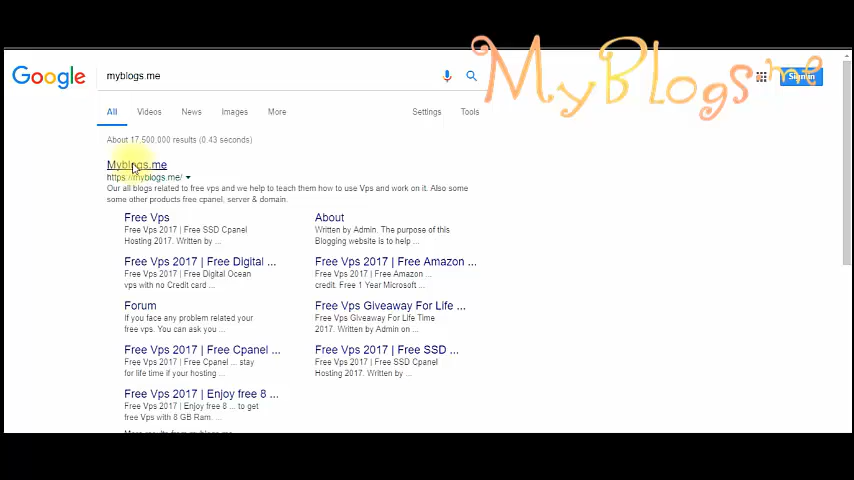 MyBlogs.me
Google
myblogs.me
Sign in
All
Videos
News
Images
More
Settings
Tools
About 17,500,000 results (0.43 seconds)
Myblogs.me
https://myblogs.me/
Our all blogs related to free vps and we help to teach them how to use Vps and work on it. Also some
some other products free cpanel, server & domain.
Free Vps
Free Vps 2017 | Free SSD Cpanel
Hosting 2017. Written by ...
About
Written by Admin. The purpose of this
Blogging website is to help ...
Free Vps 2017 | Free Digital ...
Free Vps 2017 | Free Digital Ocean
vps with no Credit card ...
Free Vps 2017 | Free Amazon ...
Free Vps 2017 | Free Amazon ...
credit. Free 1 Year Microsoft ...
Forum
If you face any problem related your
free vps. You can ask you ...
Free Vps Giveaway For Life ...
Free Vps Giveaway For Life Time
2017. Written by Admin on ...
Free Vps 2017 | Free Cpanel ...
Free Vps 2017 | Free Cpanel ... stay
for life time if your hosting ...
Free Vps 2017 | Free SSD ...
Free Vps 2017 | Free SSD Cpanel
Hosting 2017. Written by ...
Free Vps 2017 | Enjoy free 8 ...
Free Vps 2017 | Enjoy free 8 ... to get
free Vps with 8 GB Ram. ...